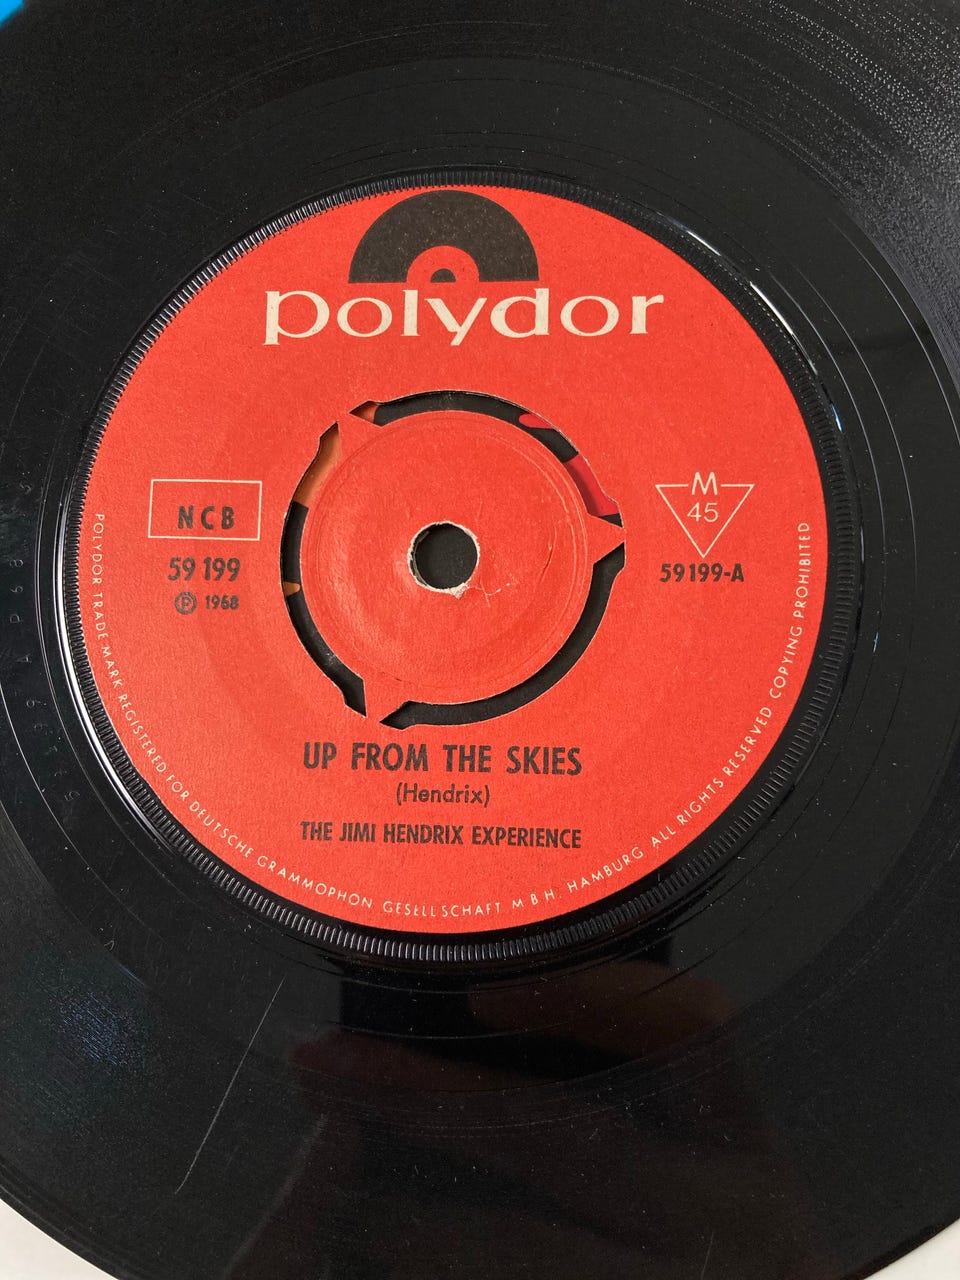 polydor
NCB
59 199
Ⓟ 1968
M
45
59199-A
UP FROM THE SKIES
(Hendrix)
THE JIMI HENDRIX EXPERIENCE
POLYDOR TRADE MARK REGISTERED FOR DEUTSCHE GRAMMOPHON GESELLSCHAFT M B H. HAMBURG ALL RIGHTS RESERVED COPYING PROHIBITED